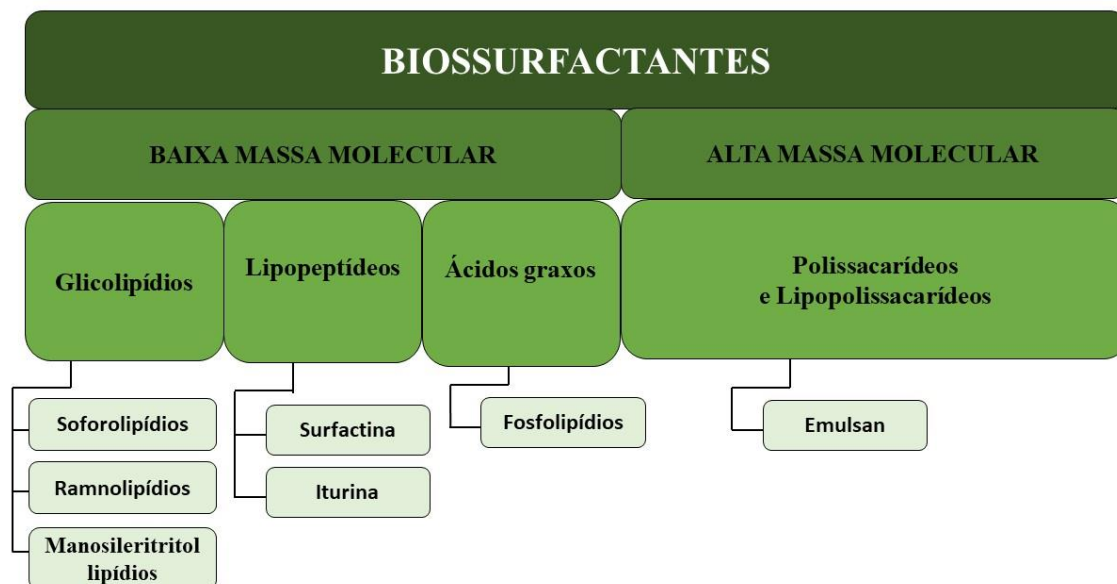 BIOSSURFACTANTES
BAIXA MASSA MOLECULAR
ALTA MASSA MOLECULAR
Glicolipídios
Lipopeptídeos
Ácidos graxos
Polissacarídeos
e Lipopolissacarídeos
Soforolipídios
Ramnolipídios
Manosileritritol
lipídios
Surfactina
Iturina
Fosfolipídios
Emulsan